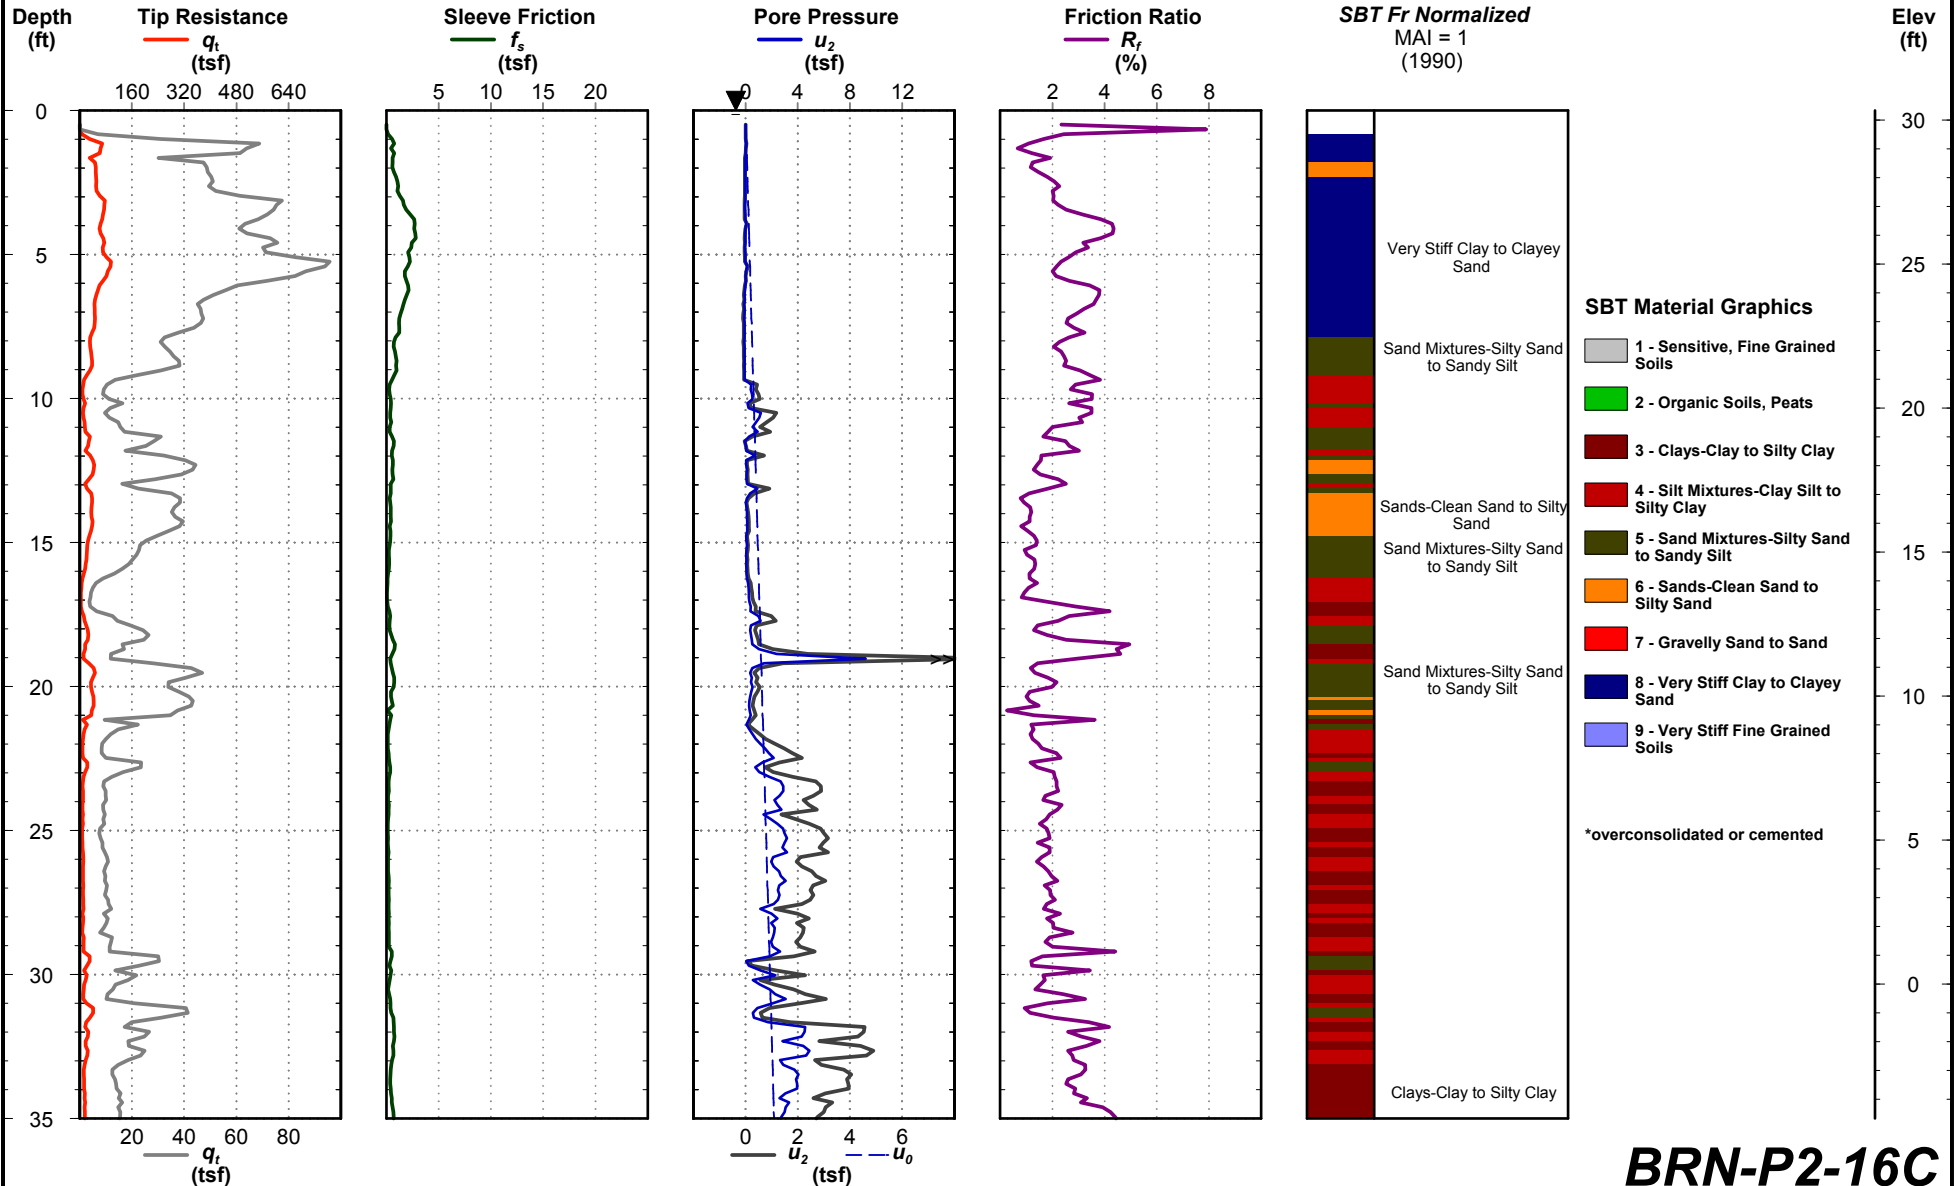 Depth
(ft)
Tip Resistance
qt
(tsf)
160 320 480 640
Sleeve Friction
fs
(tsf)
5 10 15 20
Pore Pressure
u2
(tsf)
0 4 8 12
Friction Ratio
Rf
(%)
2 4 6 8
SBT Fr Normalized
MAI = 1
(1990)
Elev
(ft)
0
5
10
15
20
25
30
35
Very Stiff Clay to Clayey
Sand
Sand Mixtures-Silty Sand
to Sandy Silt
Sands-Clean Sand to Silty
Sand
Sand Mixtures-Silty Sand
to Sandy Silt
Sand Mixtures-Silty Sand
to Sandy Silt
Clays-Clay to Silty Clay
SBT Material Graphics
1 - Sensitive, Fine Grained
Soils
2 - Organic Soils, Peats
3 - Clays-Clay to Silty Clay
4 - Silt Mixtures-Clay Silt to
Silty Clay
5 - Sand Mixtures-Silty Sand
to Sandy Silt
6 - Sands-Clean Sand to
Silty Sand
7 - Gravelly Sand to Sand
8 - Very Stiff Clay to Clayey
Sand
9 - Very Stiff Fine Grained
Soils
*overconsolidated or cemented
30
25
20
15
10
5
0
20 40 60 80
qt
(tsf)
0 2 4 6
u2 u0
(tsf)
BRN-P2-16C